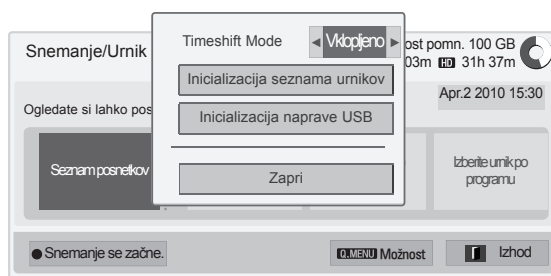 Snemanje/Urnik
ost pomn. 100 GB
03m HD 31h 37m
Apr.2 2010 15:30
Ogledate si lahko pos
Timeshift Mode
◀ Vklopljeno ▶
Inicializacija seznama urnikov
Inicializacija naprave USB
Zapri
Seznam posnetkov
Izberite urnik po
programu
● Snemanje se začne.
Q.MENU Možnost
Izhod